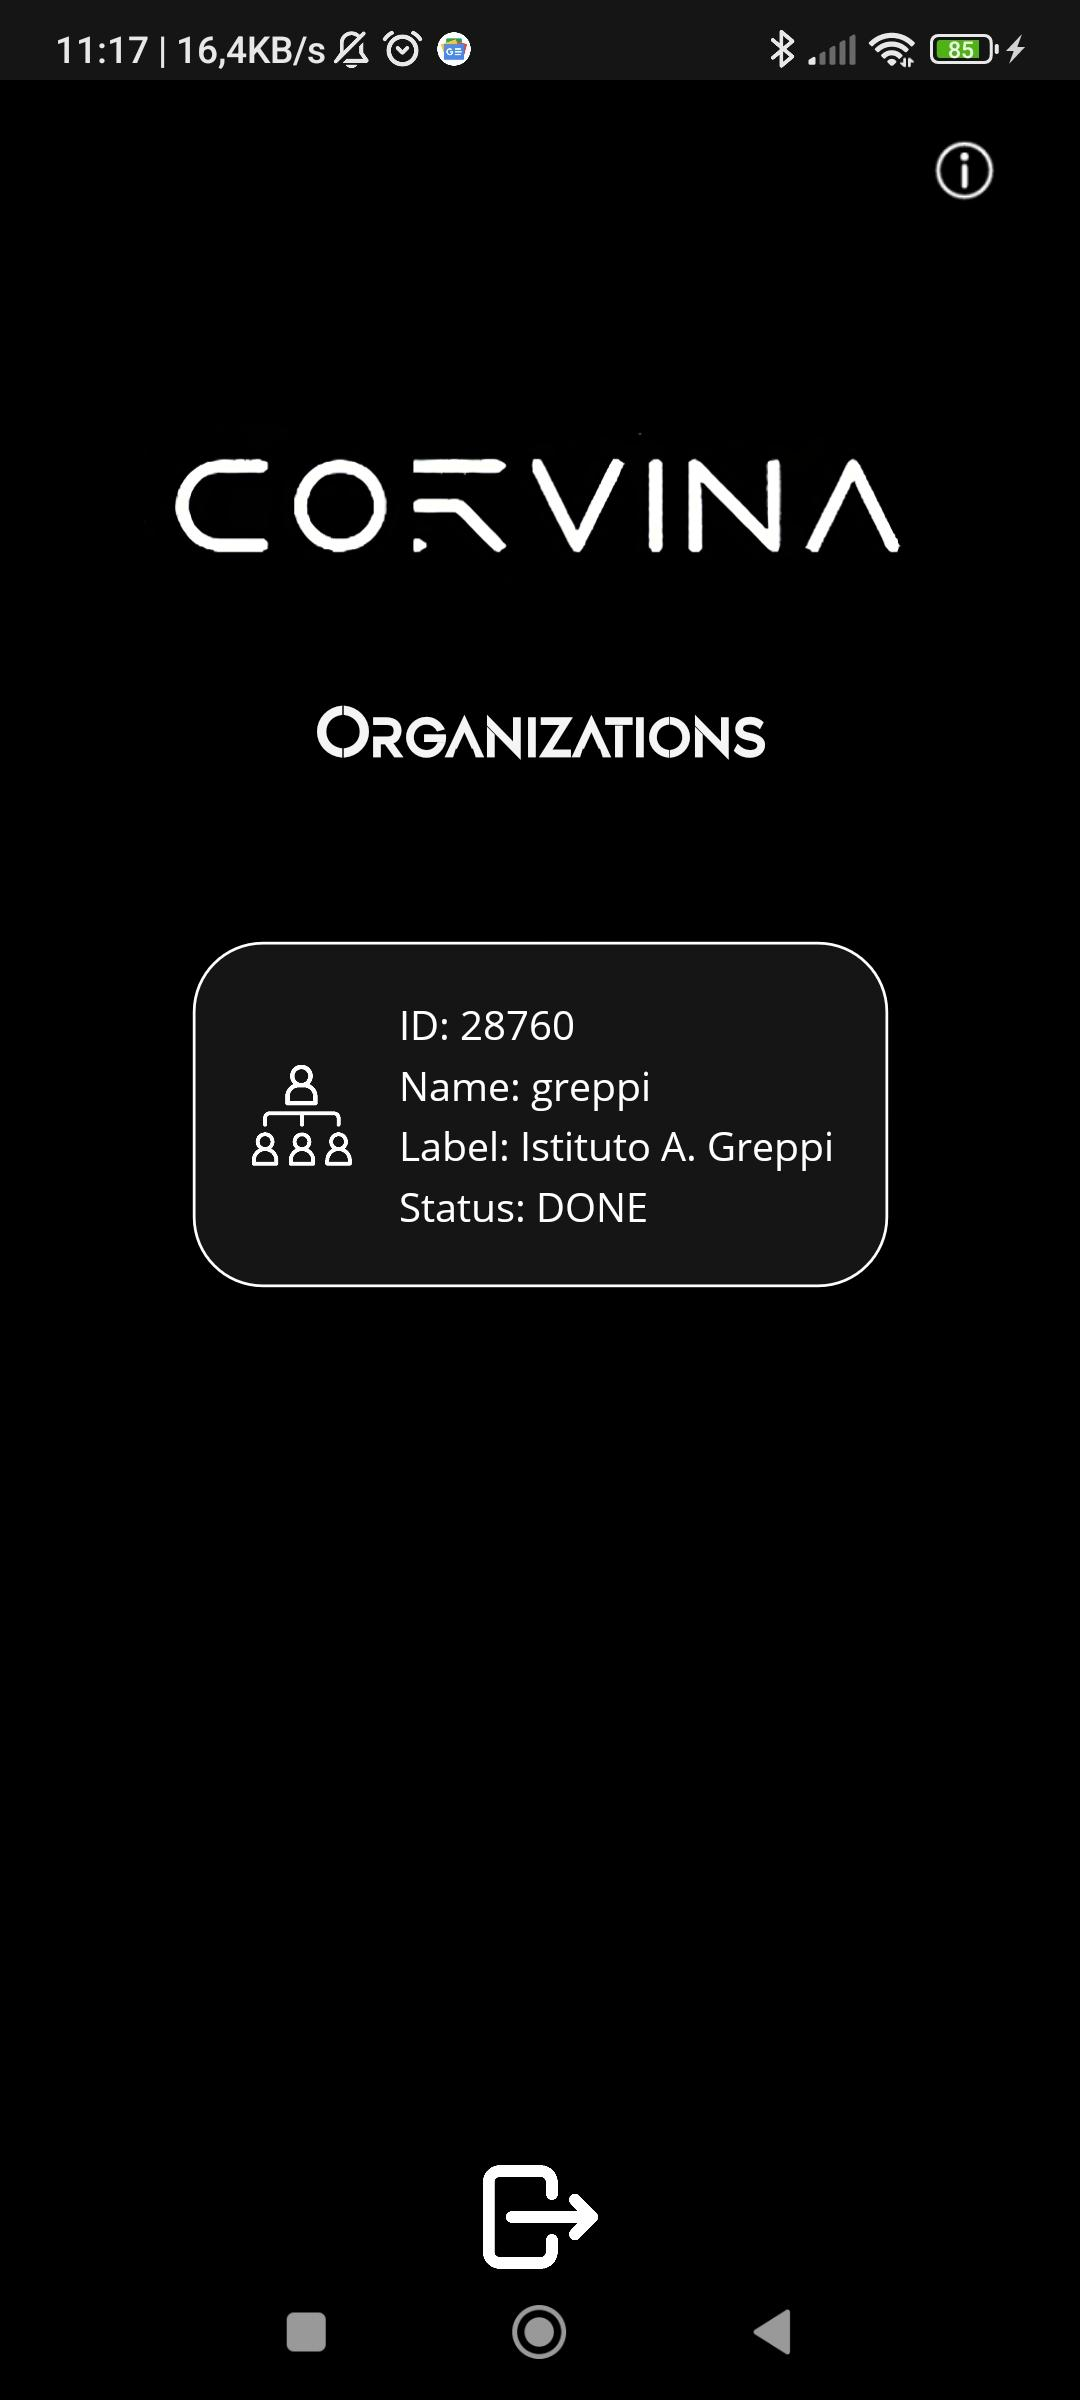 11:17 | 16,4KB/s
85
CORVINA
ORGANIZATIONS
ID: 28760
Name: greppi
Label: Istituto A. Greppi
Status: DONE